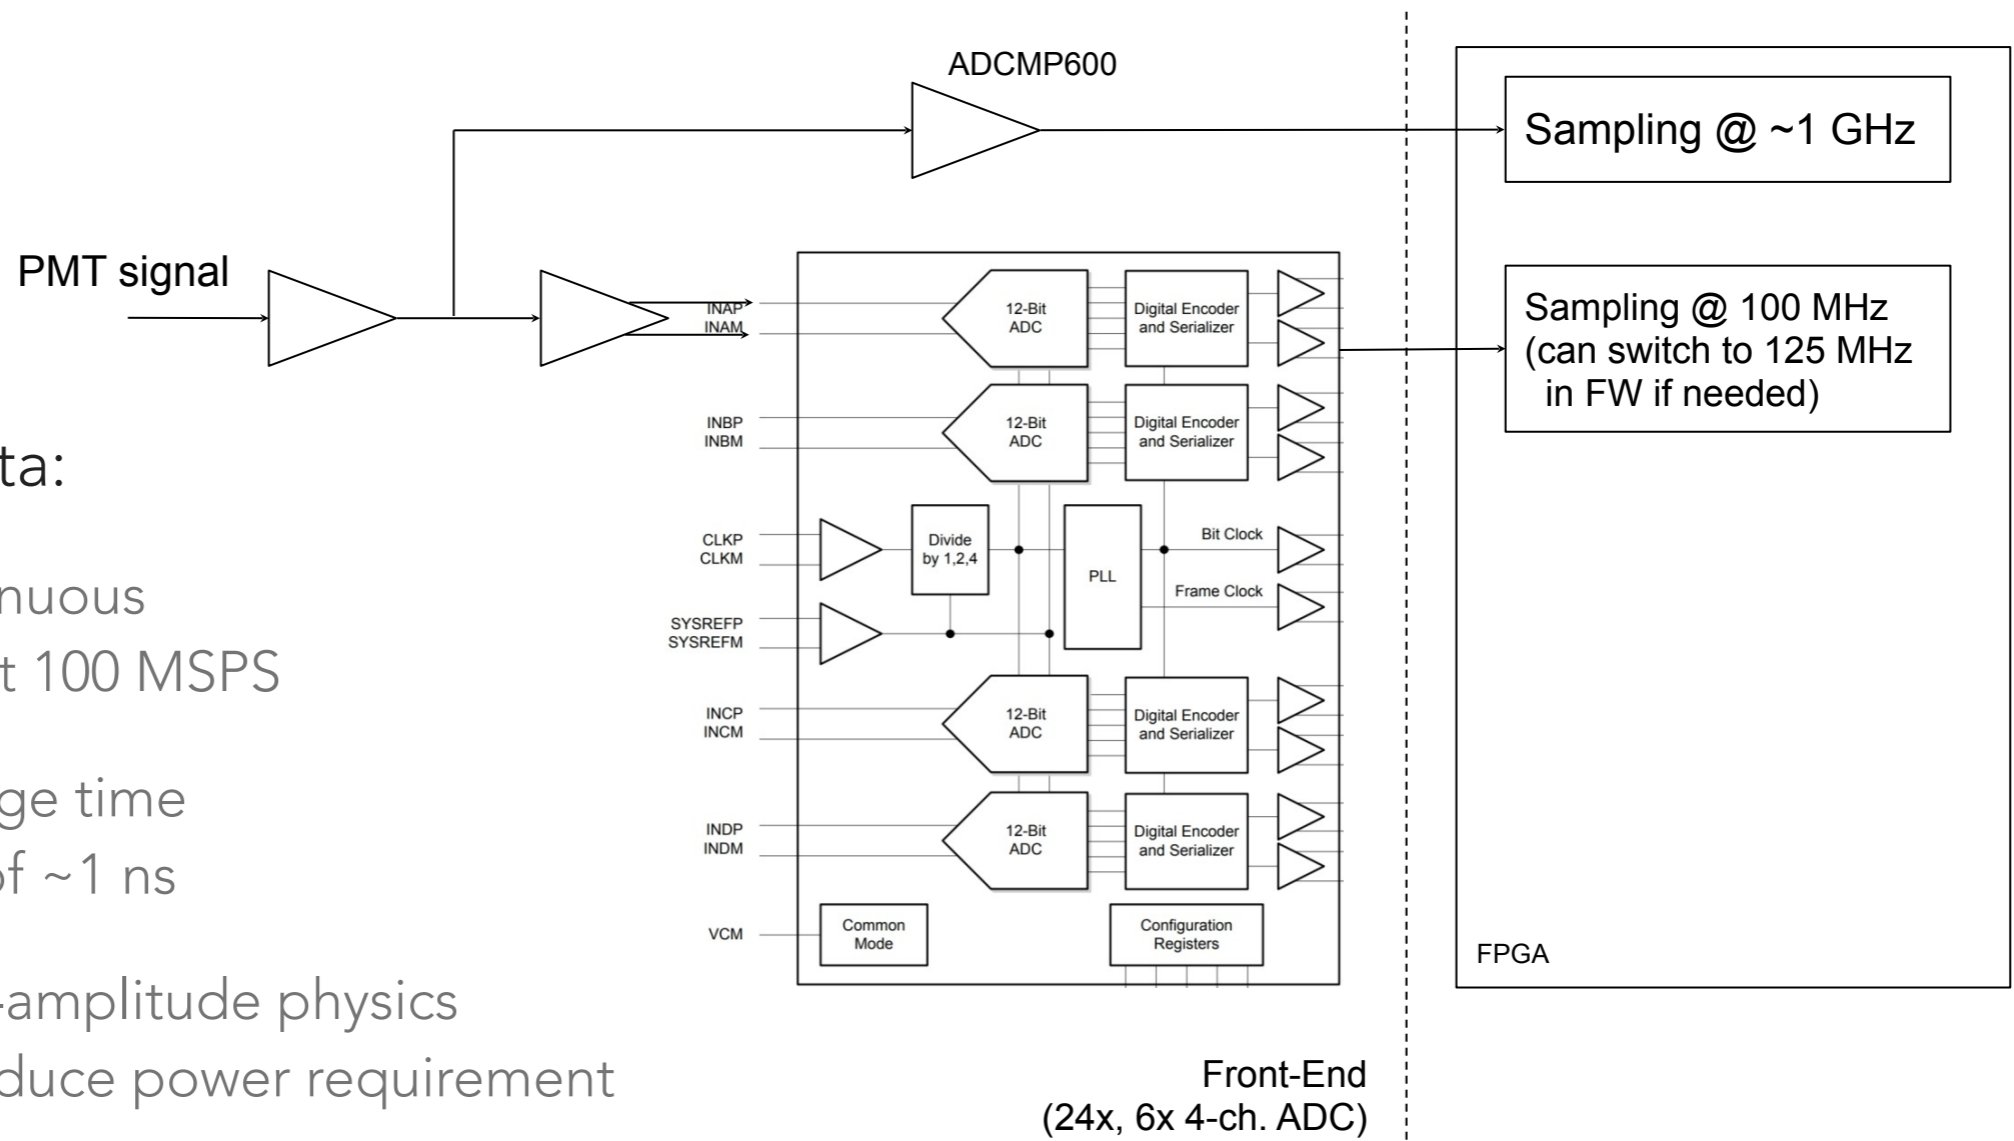 ADCMP600
Sampling @ ~1 GHz
PMT signal
Sampling @ 100 MHz
(can switch to 125 MHz
in FW if needed)
INAP
INAM
12-Bit
ADC
Digital Encoder
and Serializer
INBP
INBM
12-Bit
ADC
Digital Encoder
and Serializer
CLKP
CLKM
Divide
by 1,2,4
PLL
Bit Clock
Frame Clock
SYSREFP
SYSREFM
INCP
INCM
12-Bit
ADC
Digital Encoder
and Serializer
INDP
INDM
12-Bit
ADC
Digital Encoder
and Serializer
VCM
Common
Mode
Configuration
Registers
FPGA
Front-End
(24x, 6x 4-ch. ADC)
ta:
nuous
t 100 MSPS
ge time
of ~1 ns
-amplitude physics
duce power requirement